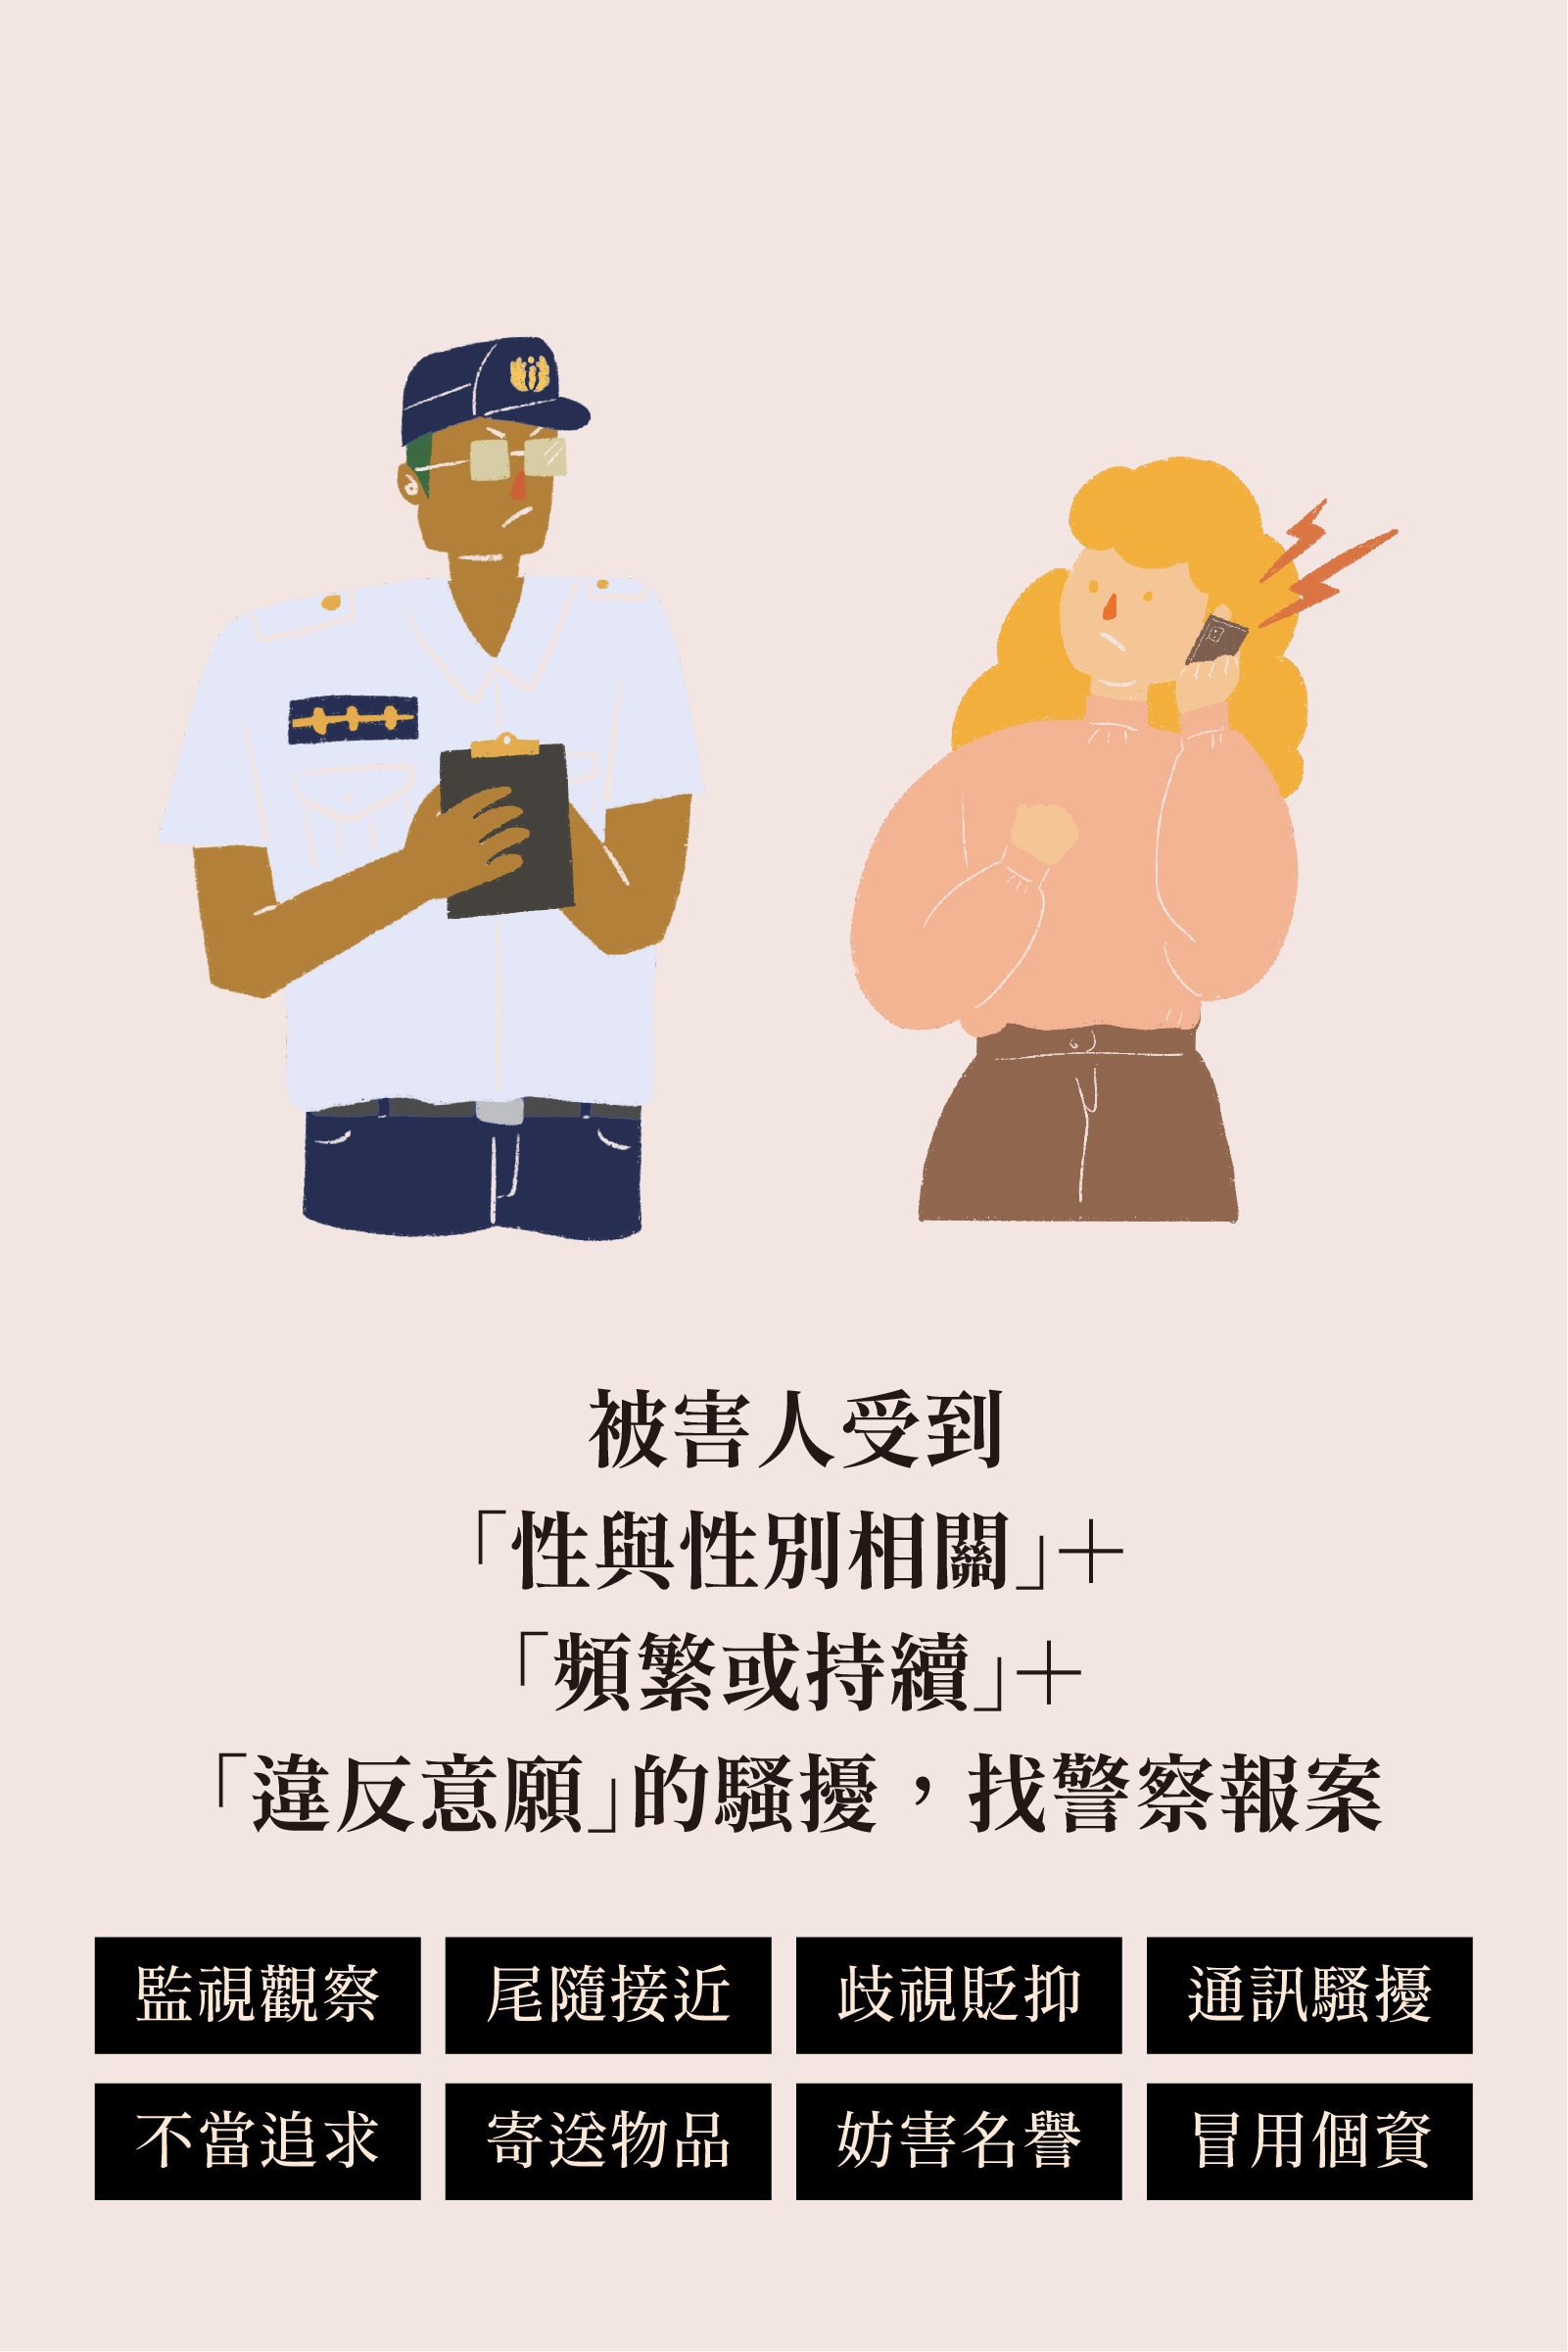 被害人受到
「性與性別相關」＋
「頻繁或持續」＋
「違反意願」的騷擾，找警察報案
監視觀察 尾隨接近 歧視貶抑 通訊騷擾
不當追求 寄送物品 妨害名譽 冒用個資